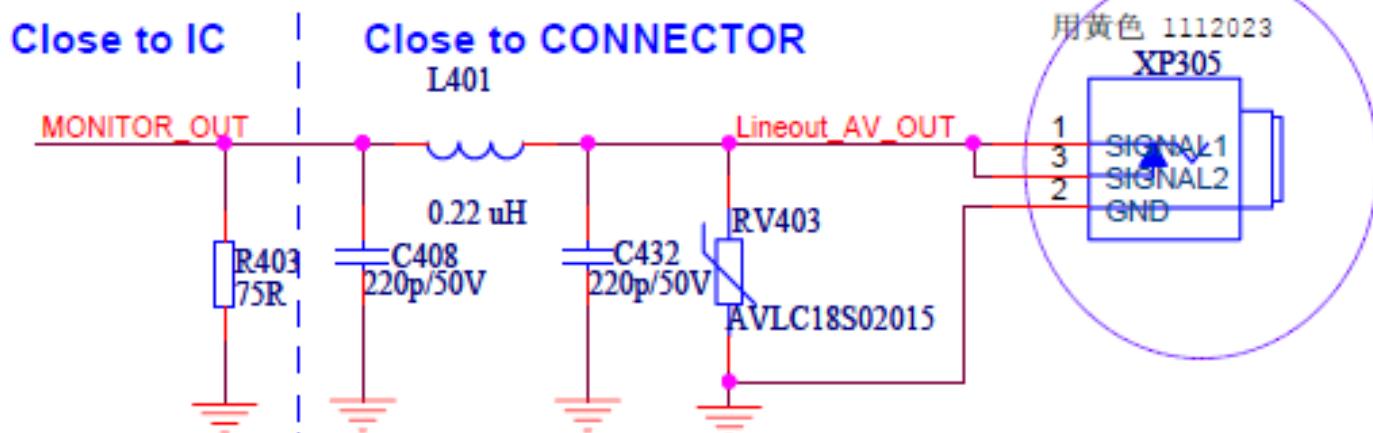 Close to IC
Close to CONNECTOR
用黄色 1112023
XP305
L401
MONITOR_OUT
Lineout_AV_OUT
1
SIGNAL1
3
SIGNAL2
2
GND
0.22 uH
RV403
R403
75R
C408
220p/50V
C432
220p/50V
AVLC18S02015